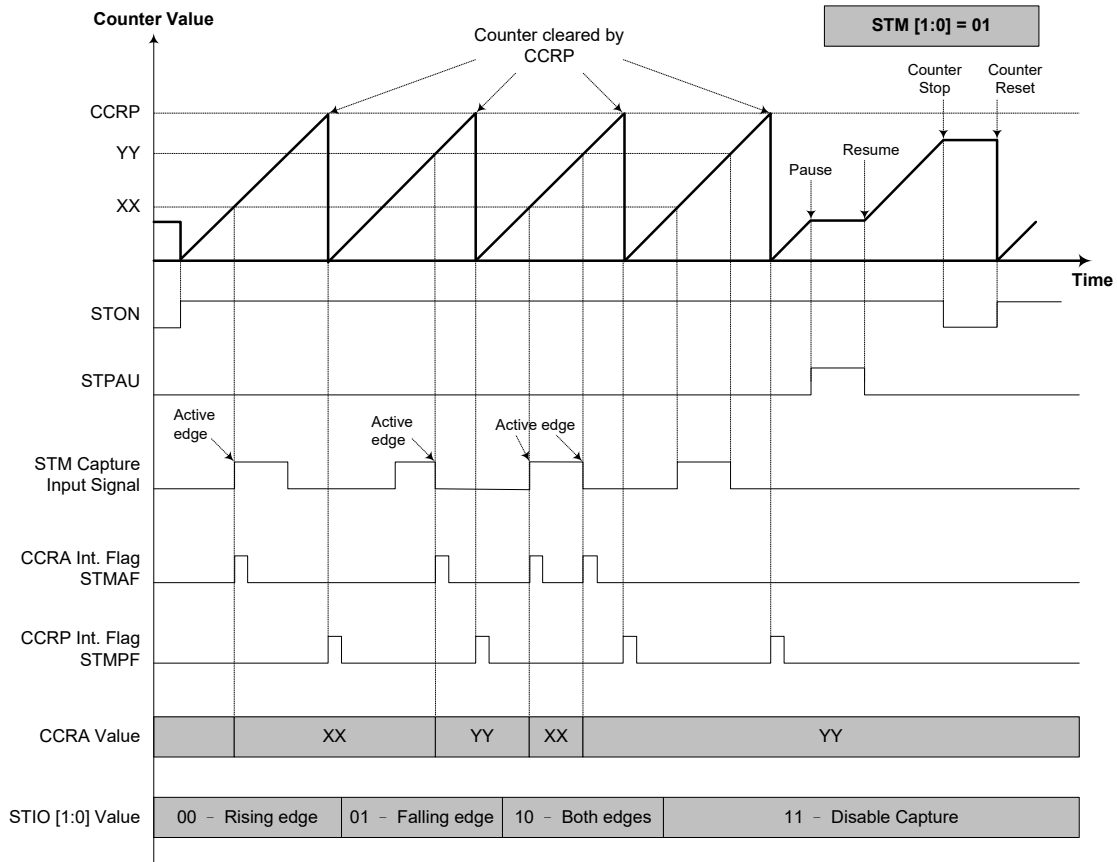 Counter Value
STM [1:0] = 01
Counter cleared by
CCRP
Counter
Stop
Counter
Reset
CCRP
YY
Resume
Pause
XX
Time
STON
STPAU
Active
edge
Active
edge
Active edge
STM Capture
Input Signal
CCRA Int. Flag
STMAF
CCRP Int. Flag
STMPF
CCRA Value
XX
YY
XX
YY
STIO [1:0] Value
00 – Rising edge
01 – Falling edge
10 – Both edges
11 – Disable Capture